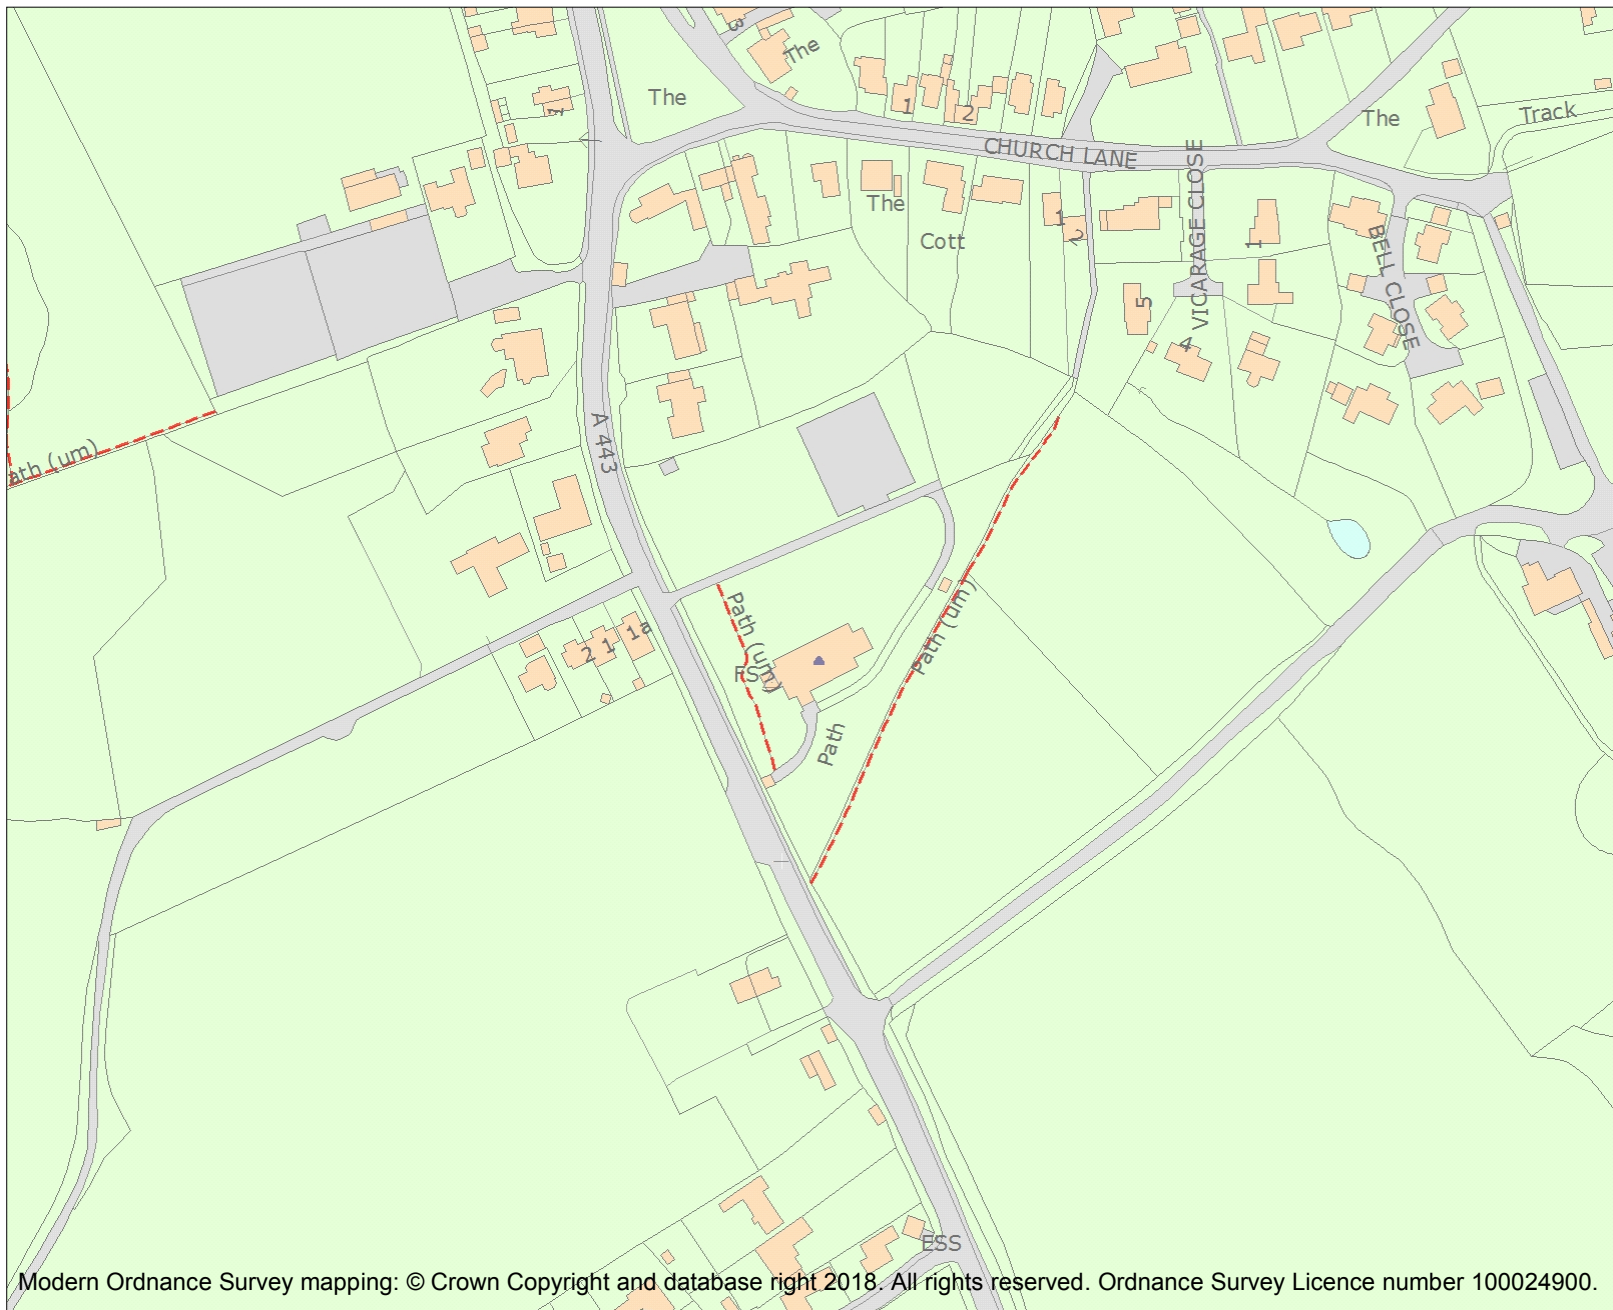 3
The
The
1
1
2
The
Track
CHURCH LANE
VICARAGE CLOSE
The
1
2
Cott
1
BELL CLOSE
5
4
A 443
ath (um)
Path (um)
Path (um)
1a
1
2
FS
Path
ESS
Modern Ordnance Survey mapping: © Crown Copyright and database right 2018. All rights reserved. Ordnance Survey Licence number 100024900.